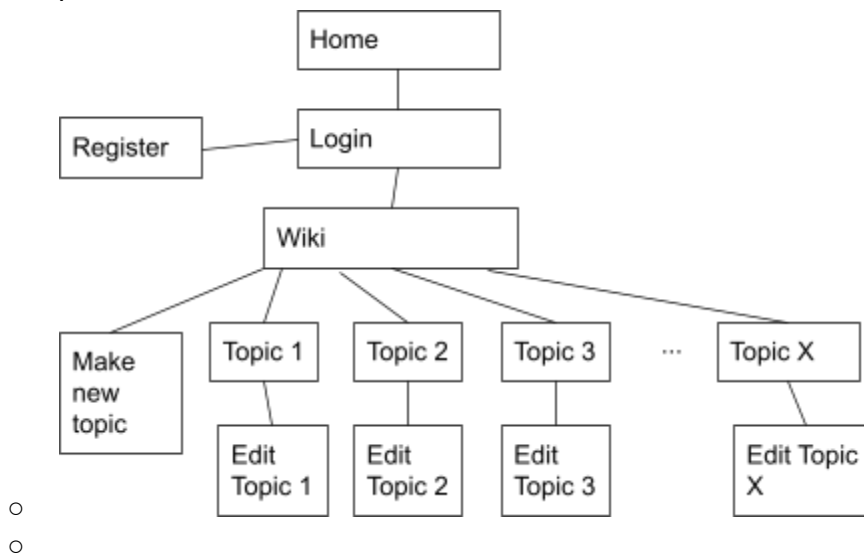 Home
Register
Login
Wiki
Make
new
topic
Topic 1
Topic 2
Topic 3
...
Topic X
Edit
Topic 1
Edit
Topic 2
Edit
Topic 3
Edit Topic
X